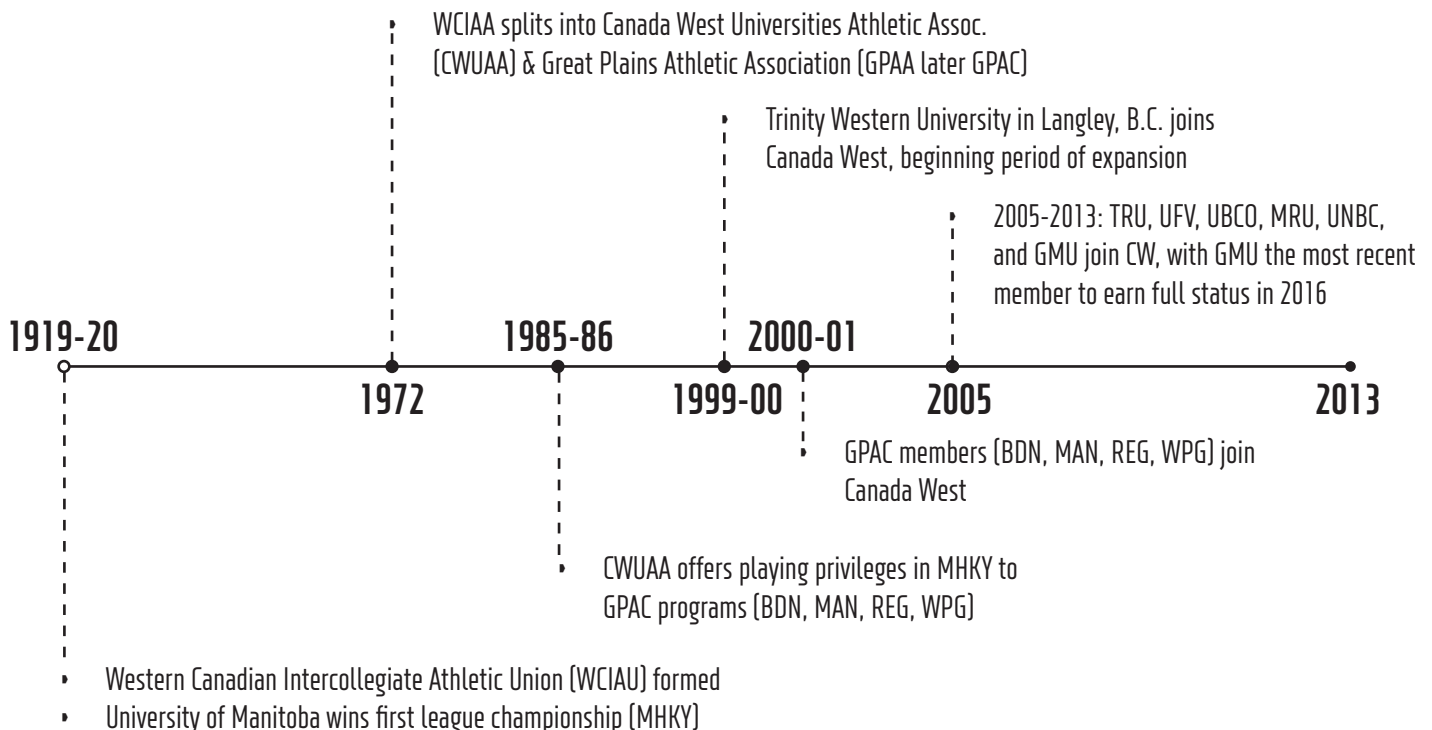 WCIAA splits into Canada West Universities Athletic Assoc.
(CWUAA) & Great Plains Athletic Association (GPAA later GPAC)
Trinity Western University in Langley, B.C. joins
Canada West, beginning period of expansion
2005-2013: TRU, UFV, UBCO, MRU, UNBC,
and GMU join CW, with GMU the most recent
member to earn full status in 2016
1919-20
1985-86
2000-01
1972
1999-00
2005
2013
GPAC members (BDN, MAN, REG, WPG) join
Canada West
CWUAA offers playing privileges in MHKY to
GPAC programs (BDN, MAN, REG, WPG)
Western Canadian Intercollegiate Athletic Union (WCIAU) formed
University of Manitoba wins first league championship (MHKY)